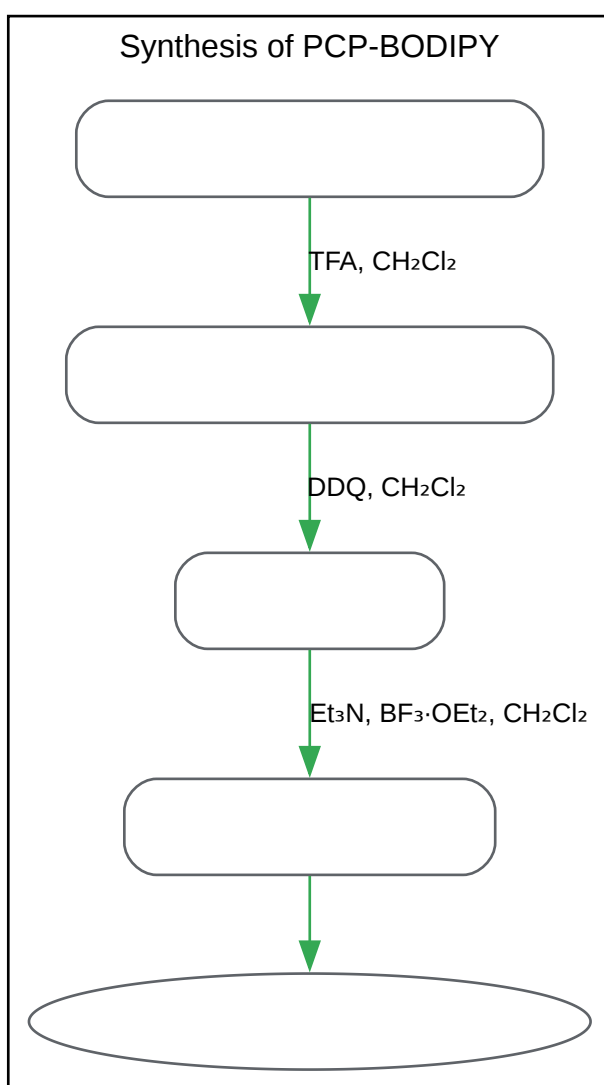 Synthesis of PCP-BODIPY
TFA, CH₂Cl₂
DDQ, CH₂Cl₂
Et₃N, BF₃·OEt₂, CH₂Cl₂